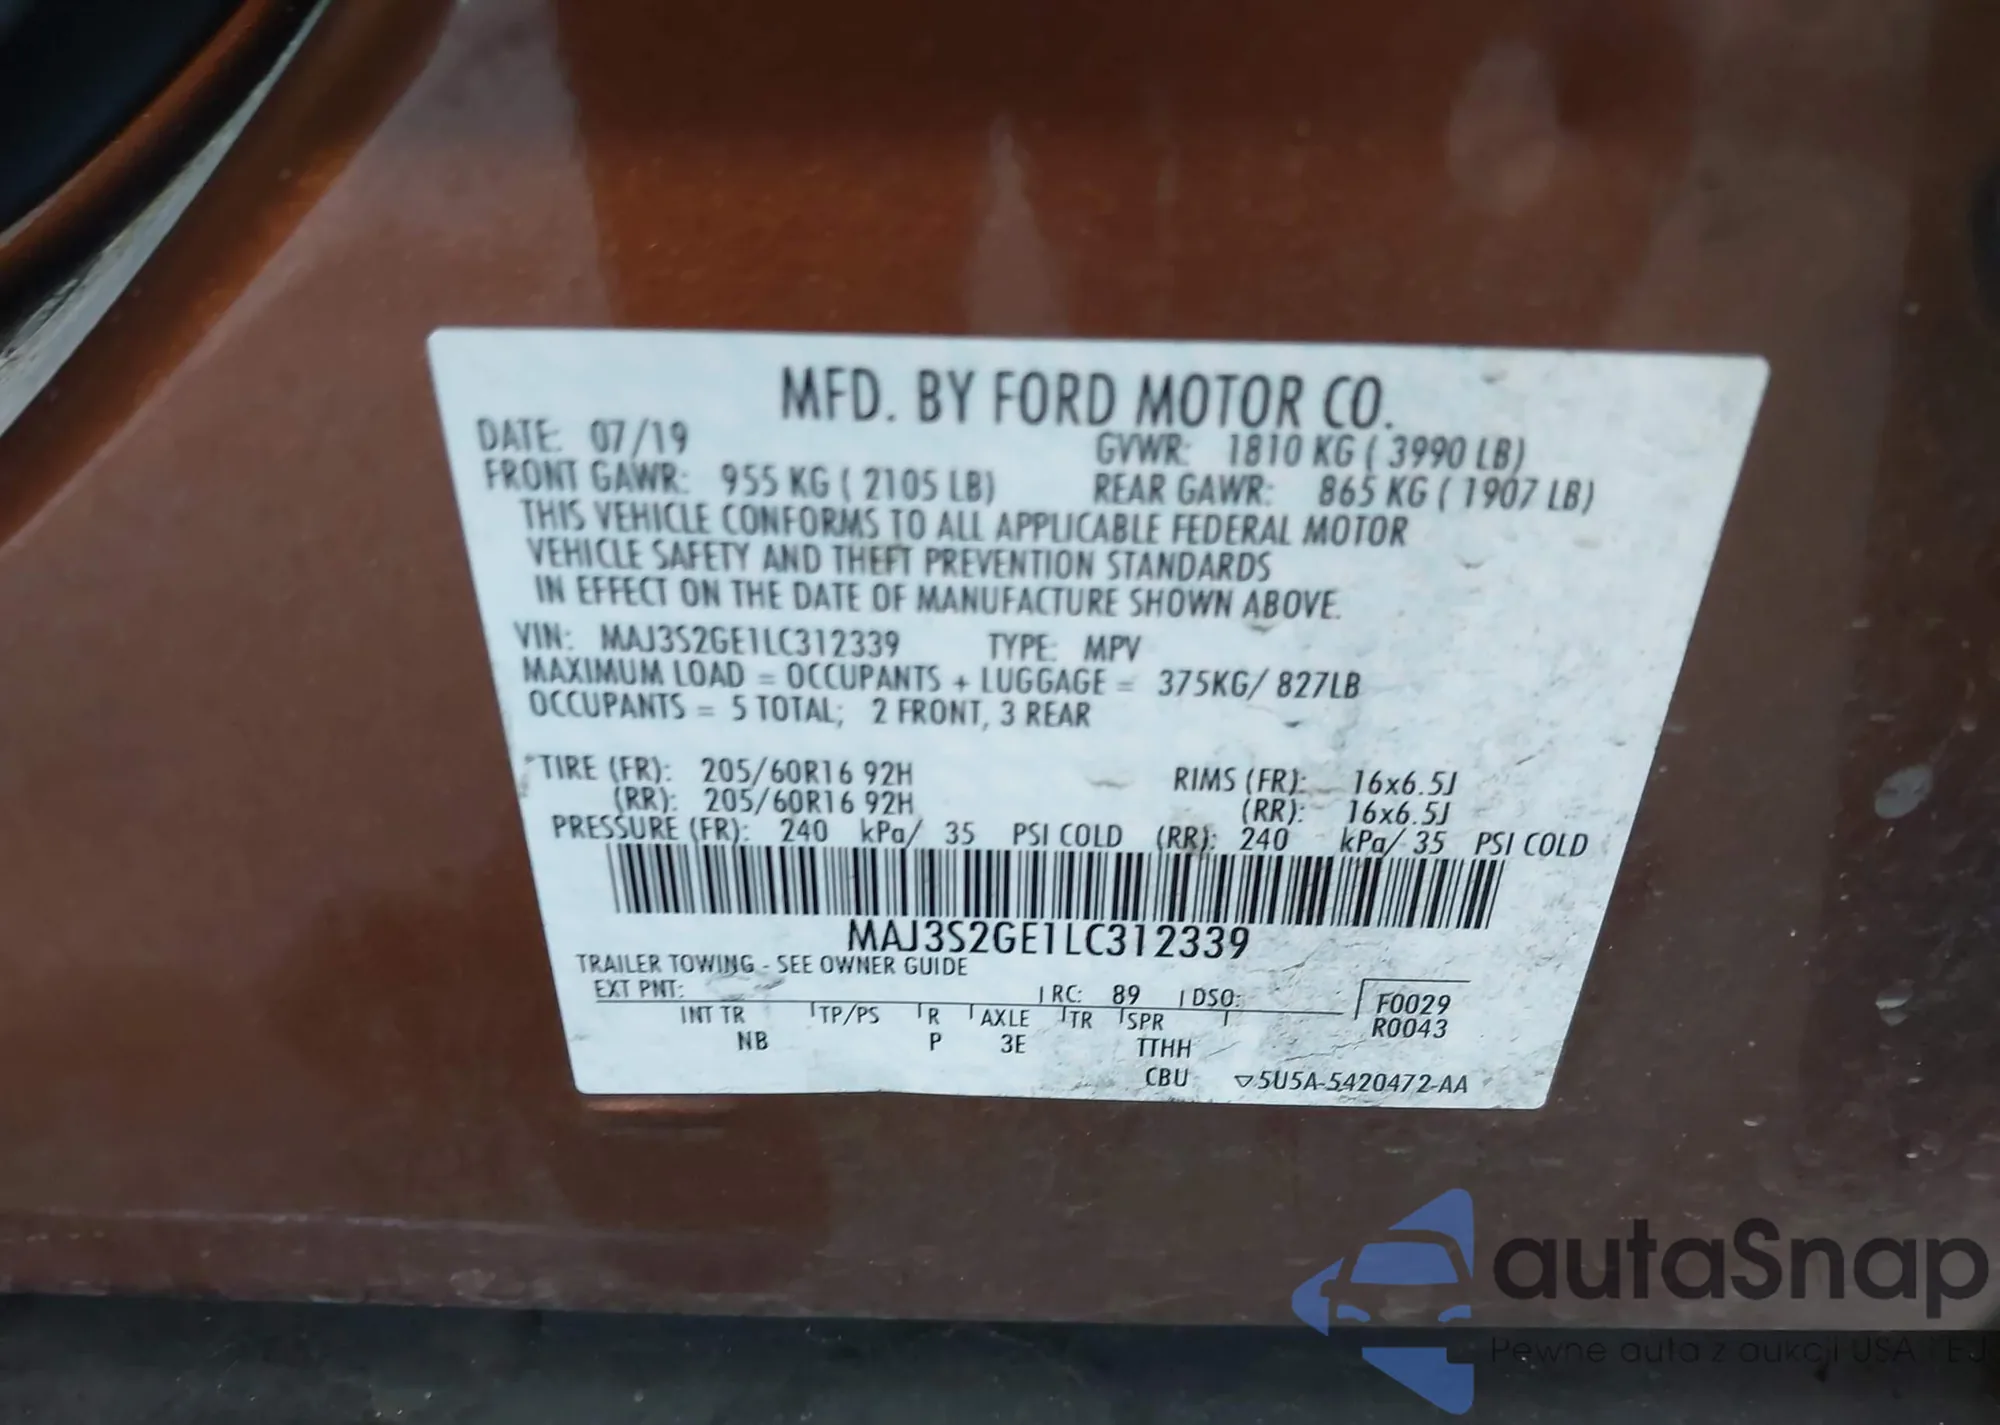 MFD. BY FORD MOTOR CO.
DATE: 07/19 GVWR: 1810 KG ( 3990 LB)
FRONT GAWR: 955 KG ( 2105 LB) REAR GAWR: 865 KG ( 1907 LB)
THIS VEHICLE CONFORMS TO ALL APPLICABLE FEDERAL MOTOR
VEHICLE SAFETY AND THEFT PREVENTION STANDARDS
IN EFFECT ON THE DATE OF MANUFACTURE SHOWN ABOVE.
VIN: MAJ3S2GE1LC312339 TYPE: MPV
MAXIMUM LOAD = OCCUPANTS + LUGGAGE = 375KG/ 827LB
OCCUPANTS = 5 TOTAL; 2 FRONT, 3 REAR
TIRE (FR): 205/60R16 92H RIMS (FR): 16x6.5J
(RR): 205/60R16 92H (RR): 16x6.5J
PRESSURE (FR): 240 kPa/ 35 PSI COLD (RR): 240 kPa/ 35 PSI COLD
MAJ3S2GE1LC312339
TRAILER TOWING - SEE OWNER GUIDE
EXT PNT: RC: 89 DSO: F0029
INT TR TP/PS R AXLE TR SPR R0043
NB P 3E TTHH
CBU ▽5U5A-5420472-AA
autaSnap
Pewne auta z aukcji USA i EU